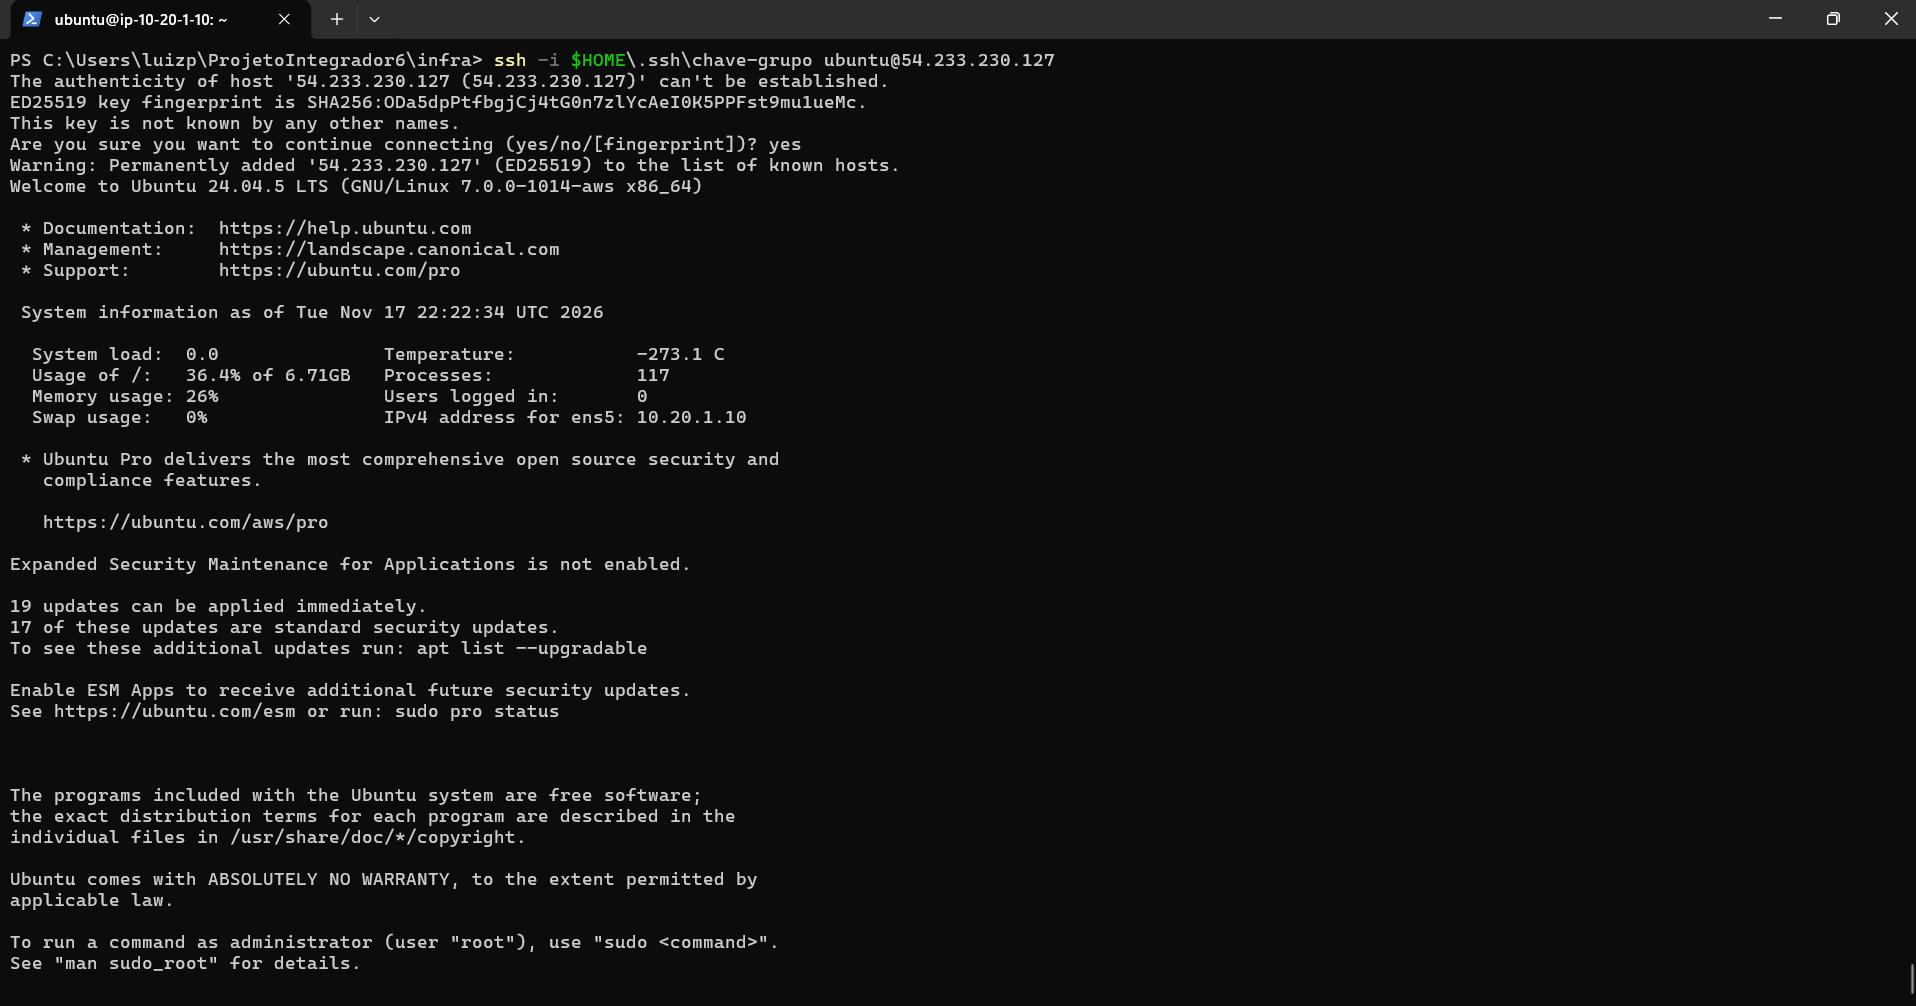 ubuntu@ip-10-20-1-10: ~
PS C:\Users\luizp\ProjetoIntegrador6\infra> ssh -i $HOME\.ssh\chave-grupo ubuntu@54.233.230.127
The authenticity of host '54.233.230.127 (54.233.230.127)' can't be established.
ED25519 key fingerprint is SHA256:ODa5dpPtfbgjCj4tG0n7zlYcAeI0K5PPFst9mu1ueMc.
This key is not known by any other names.
Are you sure you want to continue connecting (yes/no/[fingerprint])? yes
Warning: Permanently added '54.233.230.127' (ED25519) to the list of known hosts.
Welcome to Ubuntu 24.04.5 LTS (GNU/Linux 7.0.0-1014-aws x86_64)

 * Documentation:  https://help.ubuntu.com
 * Management:     https://landscape.canonical.com
 * Support:        https://ubuntu.com/pro

 System information as of Tue Nov 17 22:22:34 UTC 2026

  System load:  0.0               Temperature:           -273.1 C
  Usage of /:   36.4% of 6.71GB   Processes:             117
  Memory usage: 26%               Users logged in:       0
  Swap usage:   0%                IPv4 address for ens5: 10.20.1.10

 * Ubuntu Pro delivers the most comprehensive open source security and
   compliance features.

   https://ubuntu.com/aws/pro

Expanded Security Maintenance for Applications is not enabled.

19 updates can be applied immediately.
17 of these updates are standard security updates.
To see these additional updates run: apt list --upgradable

Enable ESM Apps to receive additional future security updates.
See https://ubuntu.com/esm or run: sudo pro status

The programs included with the Ubuntu system are free software;
the exact distribution terms for each program are described in the
individual files in /usr/share/doc/*/copyright.

Ubuntu comes with ABSOLUTELY NO WARRANTY, to the extent permitted by
applicable law.

To run a command as administrator (user "root"), use "sudo <command>".
See "man sudo_root" for details.